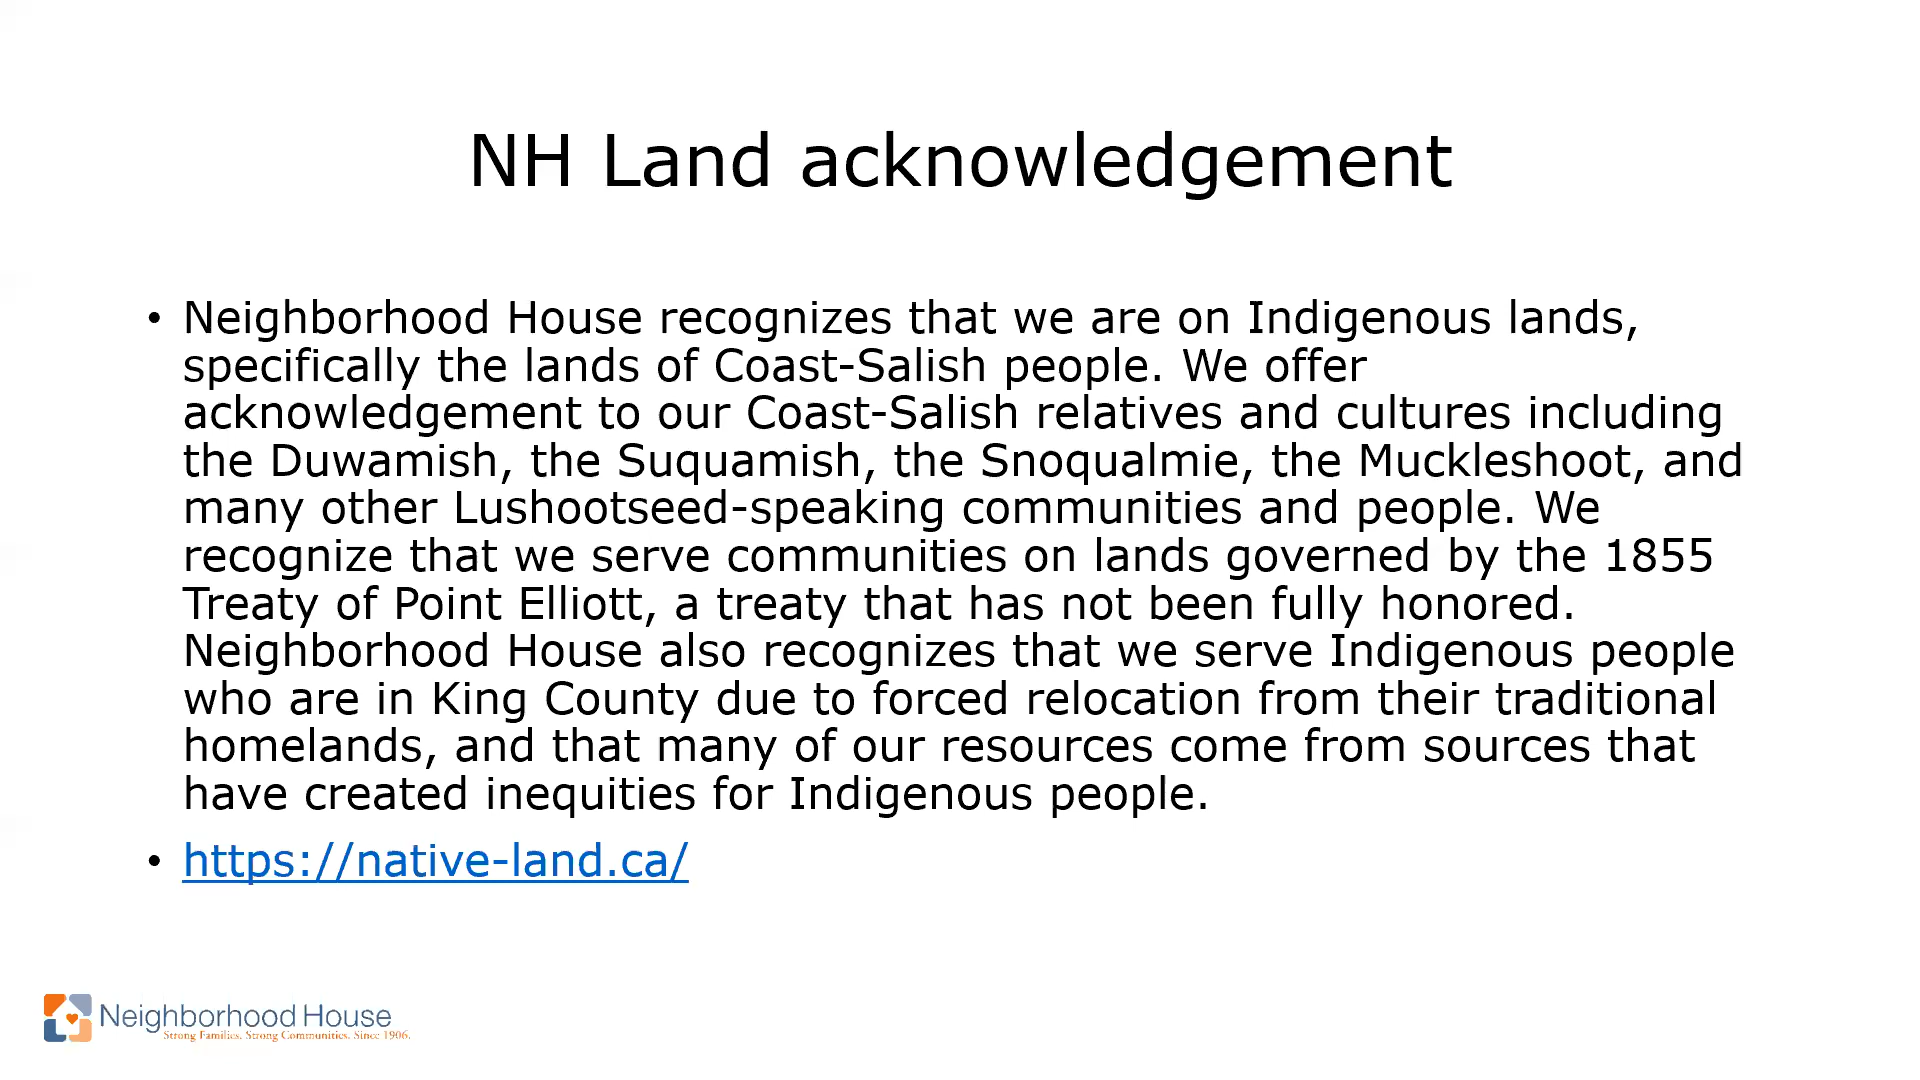 NH Land acknowledgement
• Neighborhood House recognizes that we are on Indigenous lands,
specifically the lands of Coast-Salish people. We offer
acknowledgement to our Coast-Salish relatives and cultures including
the Duwamish, the Suquamish, the Snoqualmie, the Muckleshoot, and
many other Lushootseed-speaking communities and people. We
recognize that we serve communities on lands governed by the 1855
Treaty of Point Elliott, a treaty that has not been fully honored.
Neighborhood House also recognizes that we serve Indigenous people
who are in King County due to forced relocation from their traditional
homelands, and that many of our resources come from sources that
have created inequities for Indigenous people.
• https://native-land.ca/
Neighborhood House
Strong Families. Strong Communities. Since 1906.